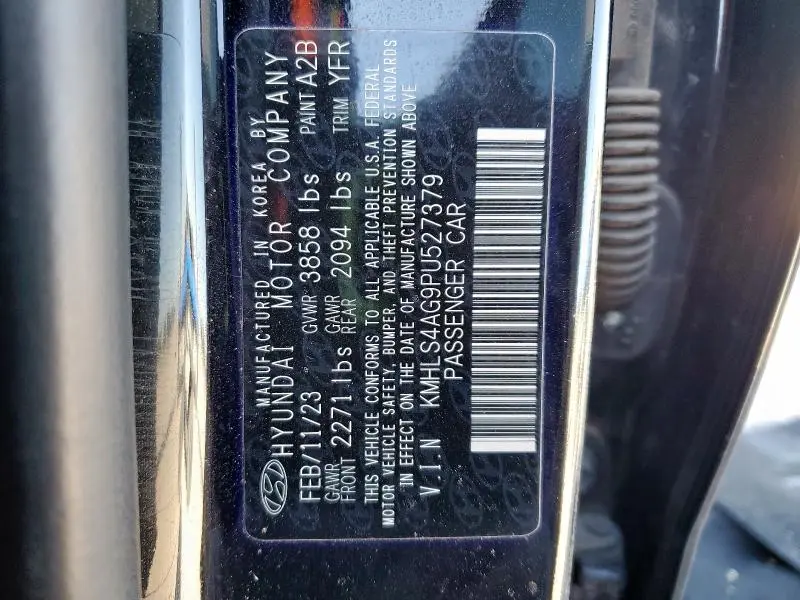 MANUFACTURED IN KOREA BY
HYUNDAI MOTOR COMPANY
FEB/11/23 GVWR 3858 lbs PAINT A2B
GAWR FRONT 2271 lbs GAWR REAR 2094 lbs TRIM YFR
THIS VEHICLE CONFORMS TO ALL APPLICABLE U.S.A. FEDERAL
MOTOR VEHICLE SAFETY, BUMPER, AND THEFT PREVENTION STANDARDS
IN EFFECT ON THE DATE OF MANUFACTURE SHOWN ABOVE
V.I.N KMHLS4AG9PU527379
PASSENGER CAR